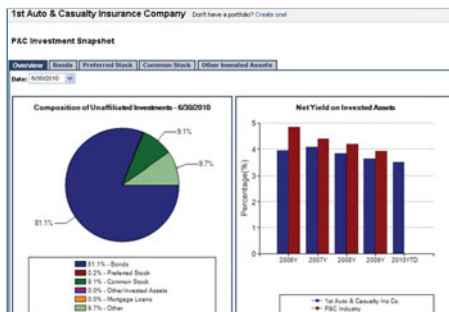 1st Auto & Casualty Insurance Company Don't have a portfolio? Create one!
P&C Investment Snapshot
Overview Bonds Preferred Stock Common Stock Other Invested Assets
Date: 6/30/2010
Composition of Unaffiliated Investments - 6/30/2010
9.1%
9.7%
81.1%
81.1% - Bonds
0.2% - Preferred Stock
9.1% - Common Stock
0.0% - Other Invested Assets
0.0% - Mortgage Loans
9.7% - Other
Net Yield on Invested Assets
Percentage(%)
5
4
3
2
1
0
2006Y 2007Y 2008Y 2009Y 2010YTD
1st Auto & Casualty Ins Co.
P&C Industry